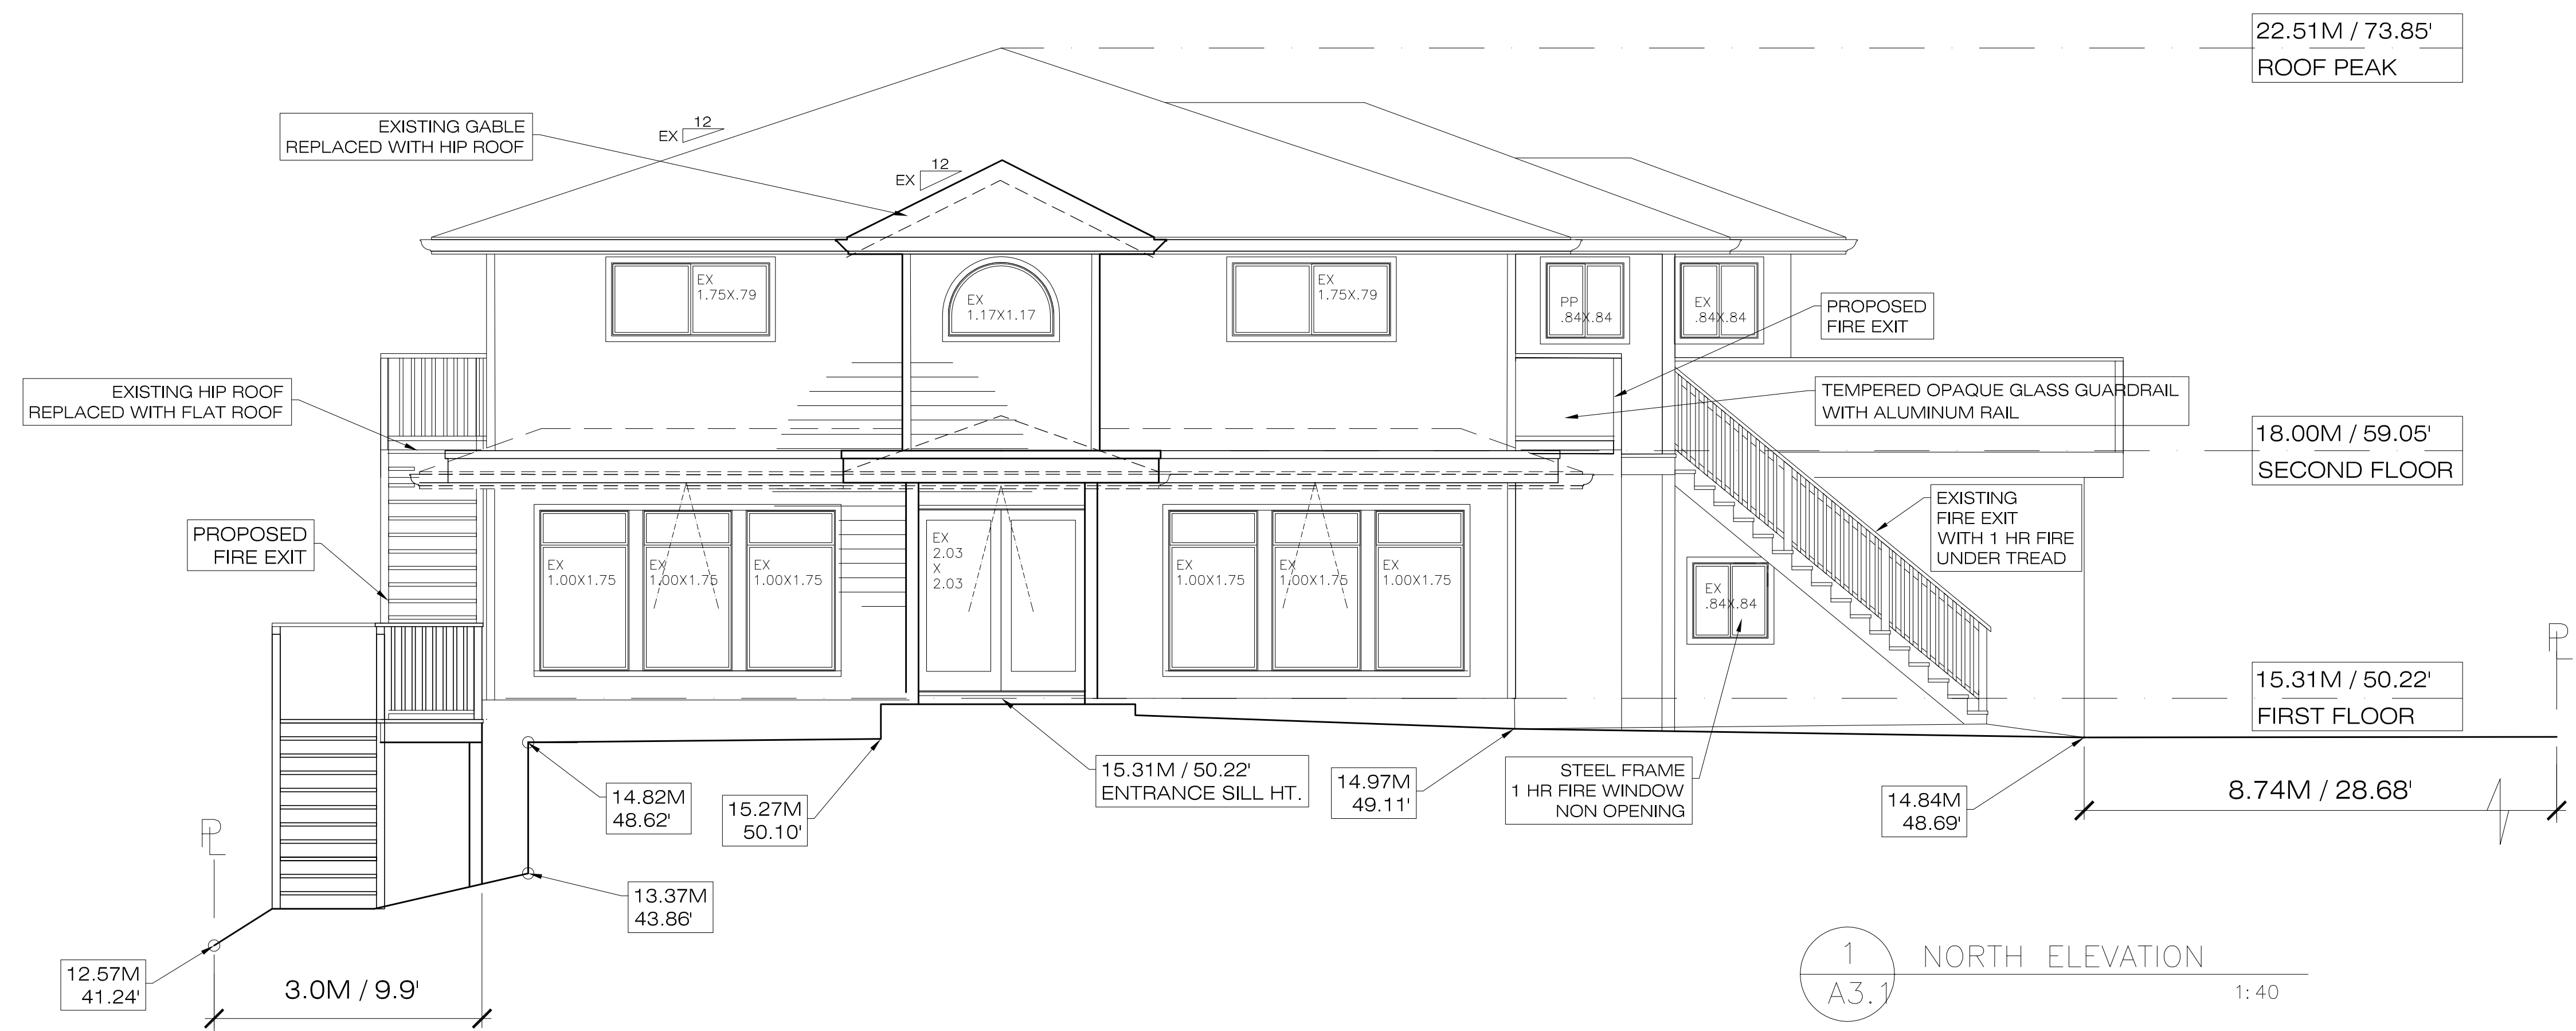 22.51M / 73.85'
ROOF PEAK
EXISTING GABLE
REPLACED WITH HIP ROOF
12
EX
12
EX
EX
1.75X.79
EX
1.17X1.17
EX
1.75X.79
PP
.84X.84
EX
.84X.84
PROPOSED
FIRE EXIT
EXISTING HIP ROOF
REPLACED WITH FLAT ROOF
TEMPERED OPAQUE GLASS GUARDRAIL
WITH ALUMINUM RAIL
18.00M / 59.05'
SECOND FLOOR
PROPOSED
FIRE EXIT
EXISTING
FIRE EXIT
WITH 1 HR FIRE
UNDER TREAD
EX
1.00X1.75
EX
1.00X1.75
EX
1.00X1.75
EX
2.03
X
2.03
EX
1.00X1.75
EX
1.00X1.75
EX
1.00X1.75
EX
.84X.84
PL
15.31M / 50.22'
FIRST FLOOR
14.82M
48.62'
15.27M
50.10'
15.31M / 50.22'
ENTRANCE SILL HT.
14.97M
49.11'
STEEL FRAME
1 HR FIRE WINDOW
NON OPENING
14.84M
48.69'
8.74M / 28.68'
PL
13.37M
43.86'
12.57M
41.24'
3.0M / 9.9'
1
A3.1
NORTH ELEVATION
1:40